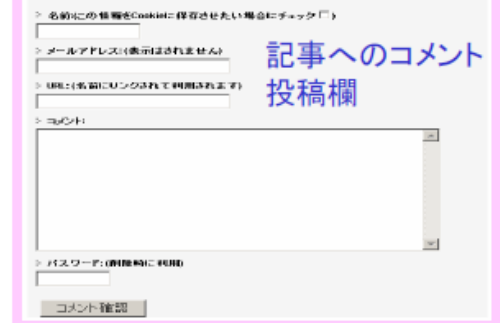 > 名前:(この情報をCookieに保存させたい場合にチェック)
> メールアドレス:(表示はされません)
記事へのコメント
投稿欄
> URL:(名前にリンクされて利用されます)
> コメント:
> パスワード:(削除時に利用)
コメント確認